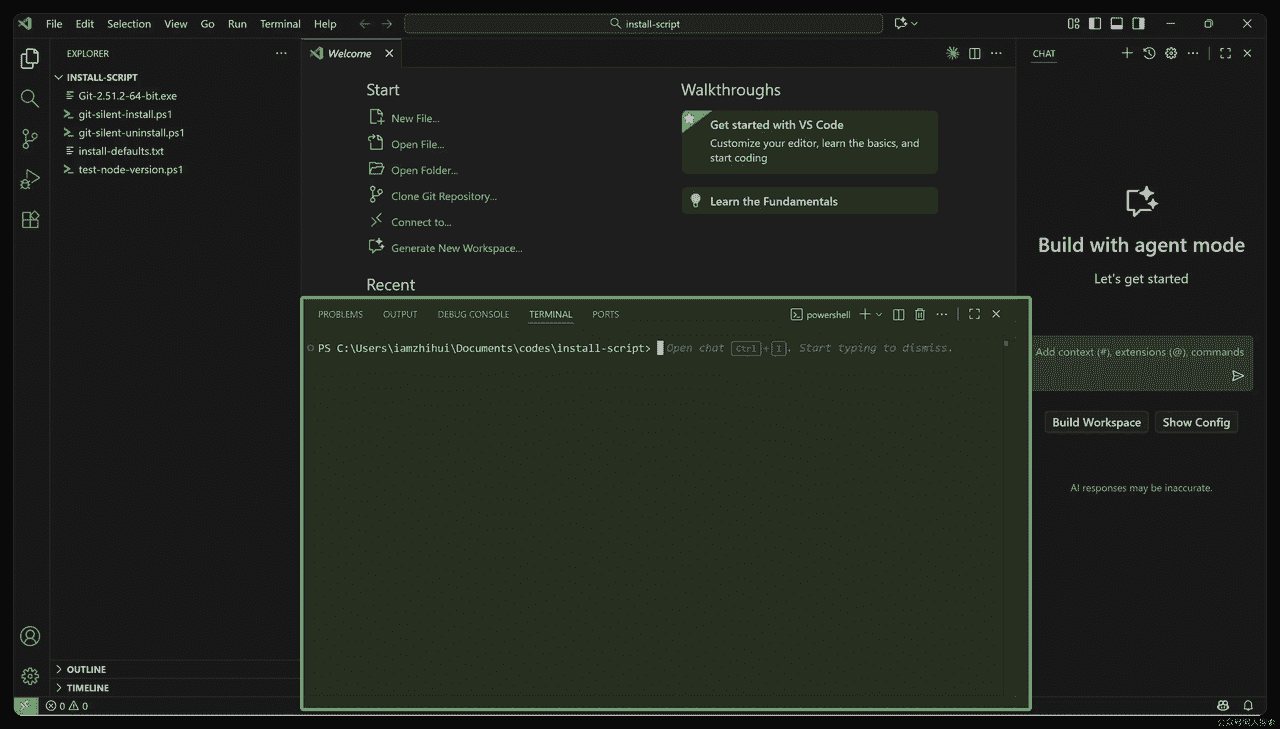 File Edit Selection View Go Run Terminal Help
install-script
EXPLORER
INSTALL-SCRIPT
Git-2.51.2-64-bit.exe
git-silent-install.ps1
git-silent-uninstall.ps1
install-defaults.txt
test-node-version.ps1
OUTLINE
TIMELINE
Welcome
Start
New File...
Open File...
Open Folder...
Clone Git Repository...
Connect to...
Generate New Workspace...
Recent
Walkthroughs
Get started with VS Code
Customize your editor, learn the basics, and
start coding
Learn the Fundamentals
PROBLEMS OUTPUT DEBUG CONSOLE TERMINAL PORTS
powershell
PS C:\Users\iamzhihui\Documents\codes\install-script> Open chat Ctrl+I. Start typing to dismiss.
CHAT
Build with agent mode
Let's get started
Add context (#), extensions (@), commands
Build Workspace Show Config
AI responses may be inaccurate.
0 0